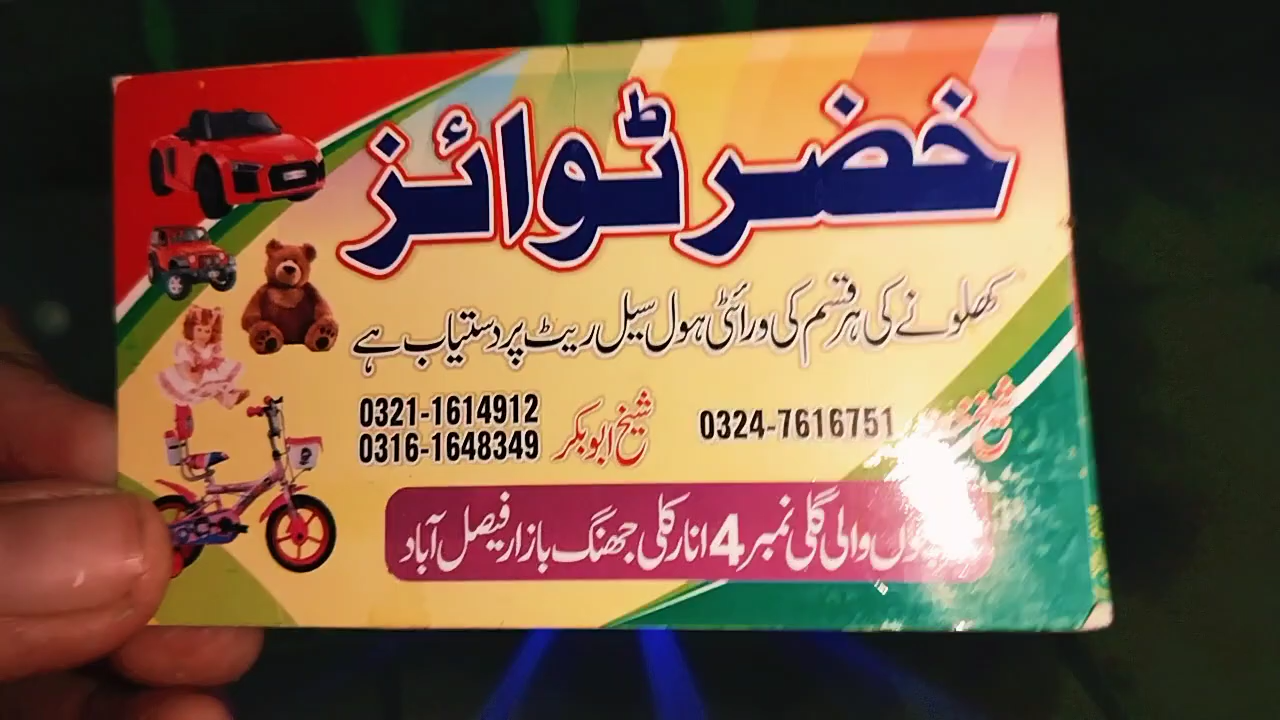 خضر ٹوائز
کھلونے کی ہر قسم کی ورائٹی ہول سیل ریٹ پر دستیاب ہے
شیخ 0324-7616751
شیخ ابوبکر 0321-1614912
0316-1648349
والی گلی نمبر 4 انارکلی جھنگ بازار فیصل آباد